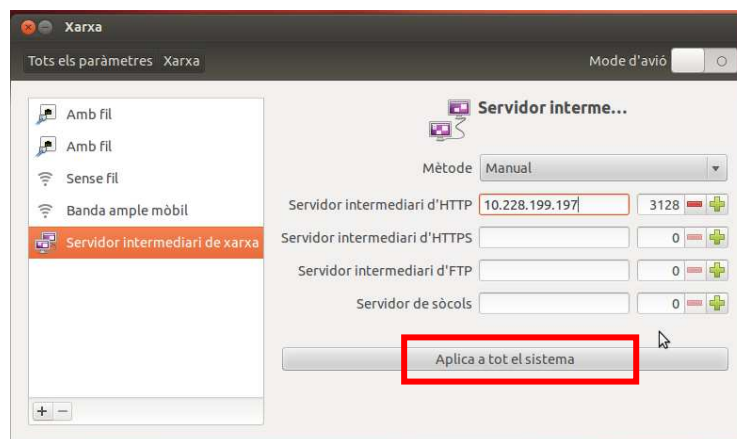 Xarxa
Tots els paràmetres Xarxa
Mode d'avió
Amb fil
Amb fil
Sense fil
Banda ample mòbil
Servidor intermediari de xarxa
Servidor interme...
Mètode Manual
Servidor intermediari d'HTTP 10.228.199.197 3128
Servidor intermediari d'HTTPS 0
Servidor intermediari d'FTP 0
Servidor de sòcols 0
Aplica a tot el sistema